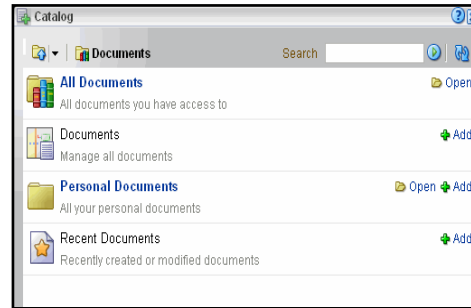 Catalog
Documents Search
All Documents Open
All documents you have access to
Documents Add
Manage all documents
Personal Documents Open Add
All your personal documents
Recent Documents Add
Recently created or modified documents